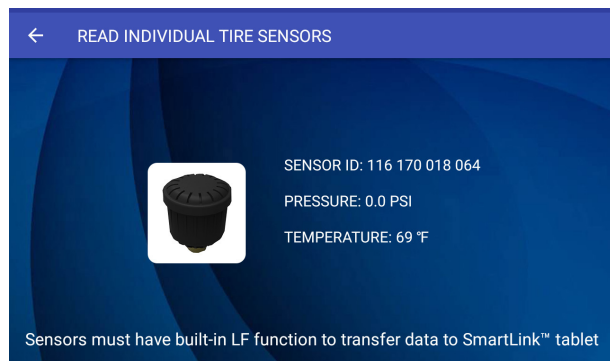 READ INDIVIDUAL TIRE SENSORS
SENSOR ID: 116 170 018 064
PRESSURE: 0.0 PSI
TEMPERATURE: 69 °F
Sensors must have built-in LF function to transfer data to SmartLink™ tablet